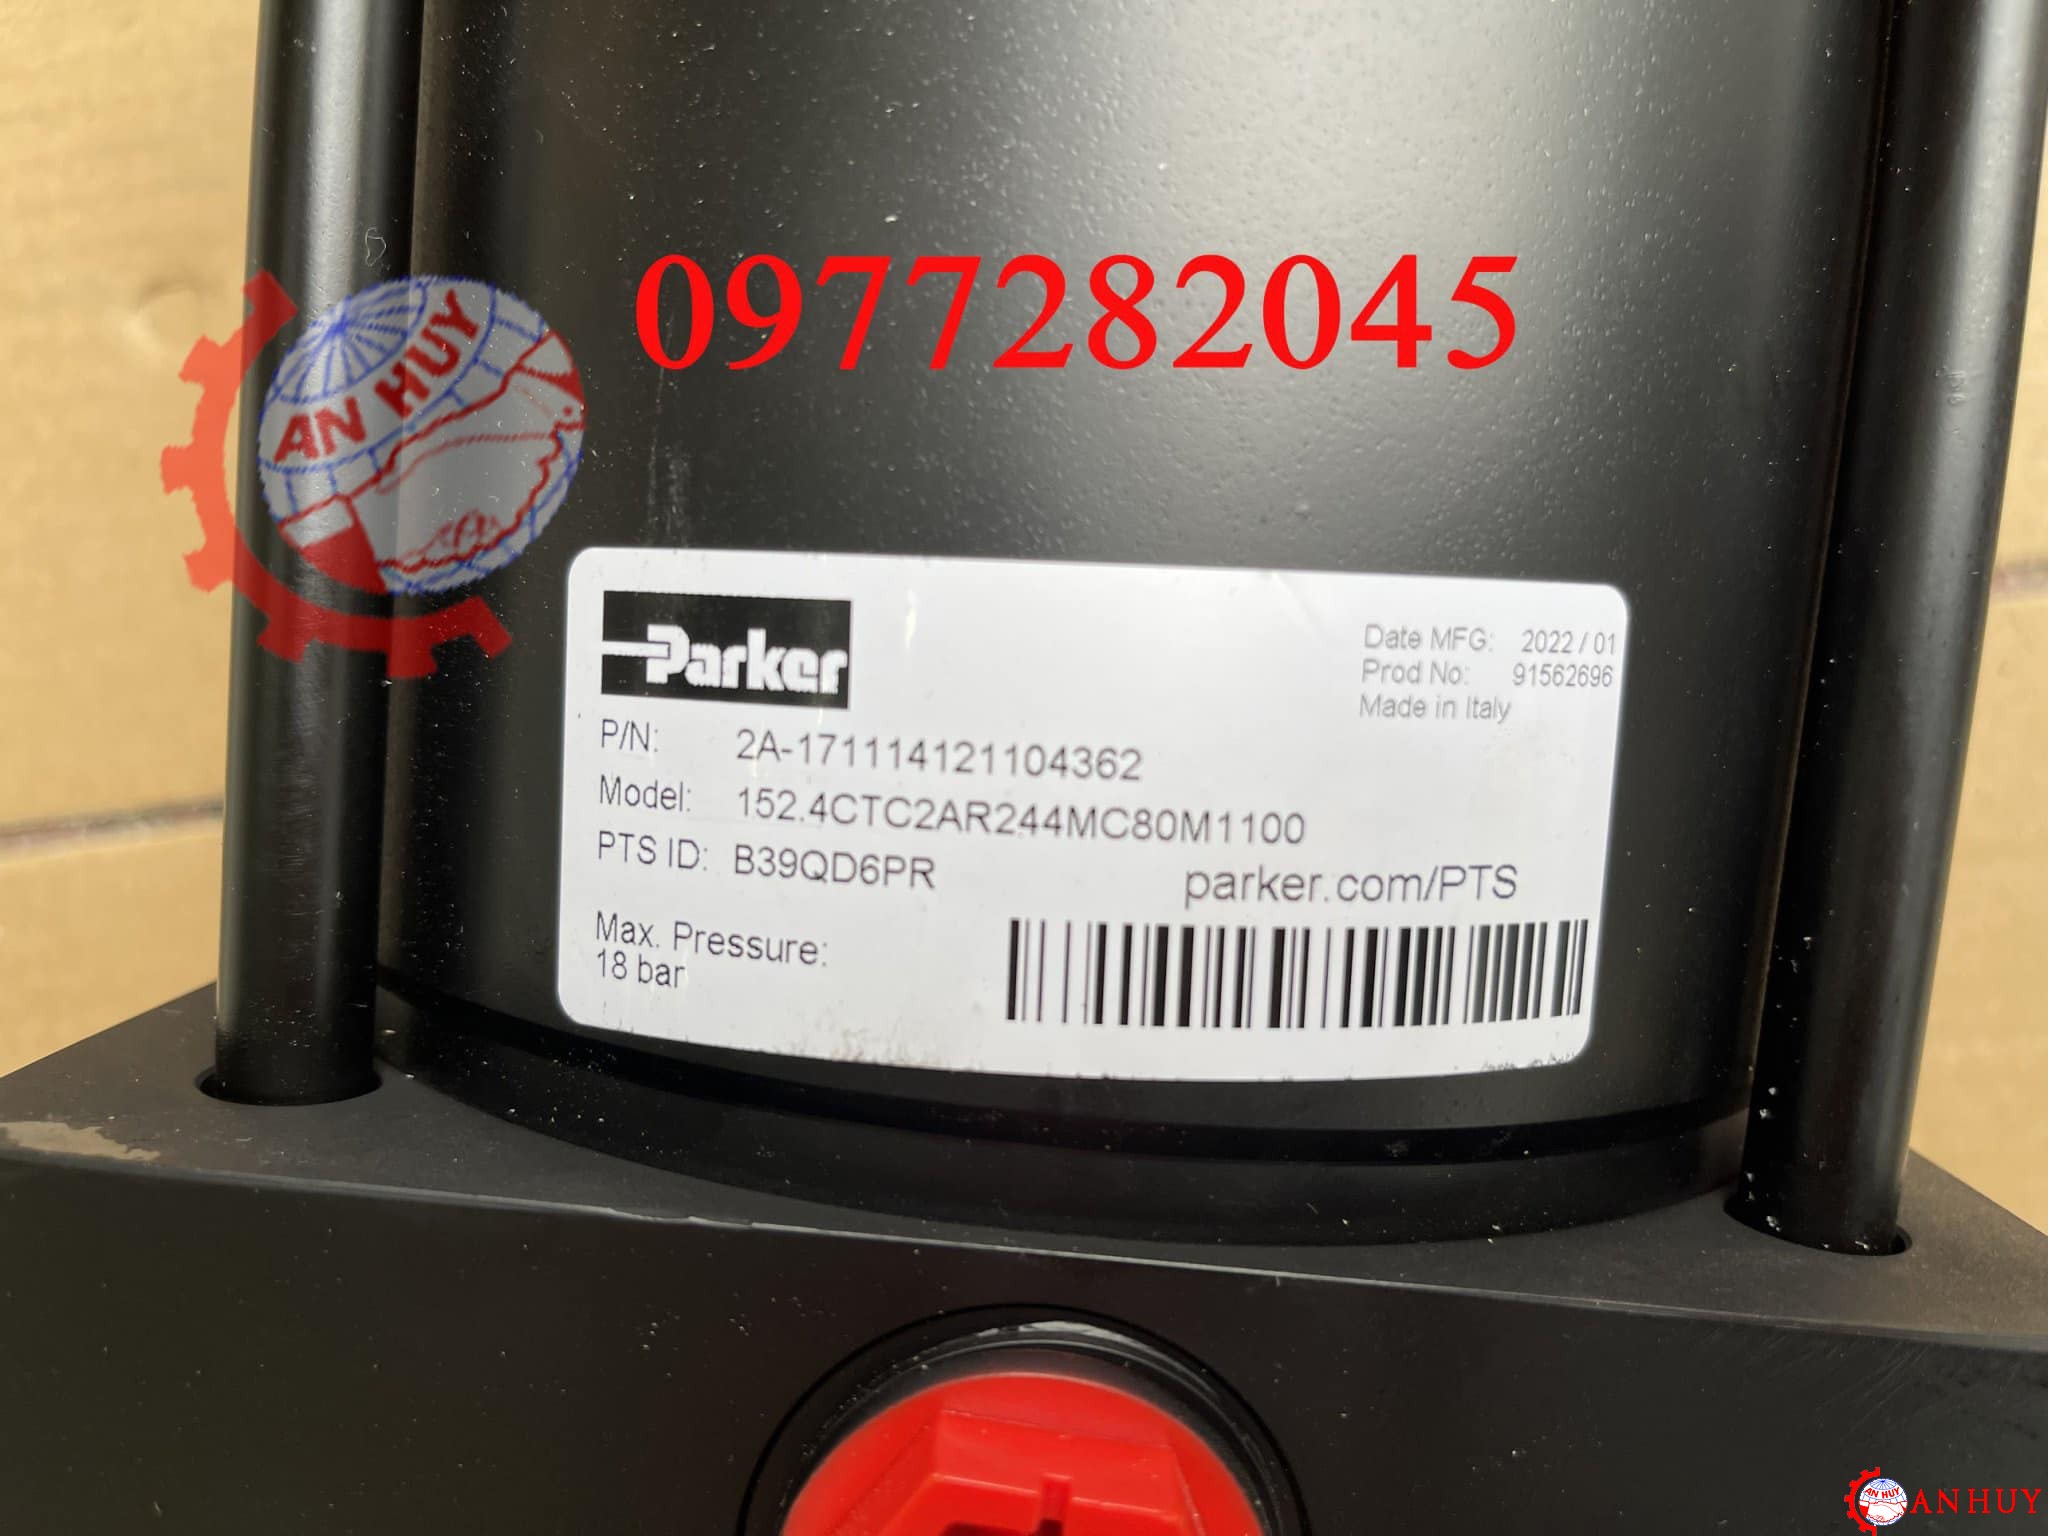 0977282045
AN HUY
Parker
Date MFG: 2022 / 01
Prod No: 91562696
Made in Italy
P/N: 2A-171114121104362
Model: 152.4CTC2AR244MC80M1100
PTS ID: B39QD6PR
parker.com/PTS
Max. Pressure:
18 bar
AN HUY
ANHUY